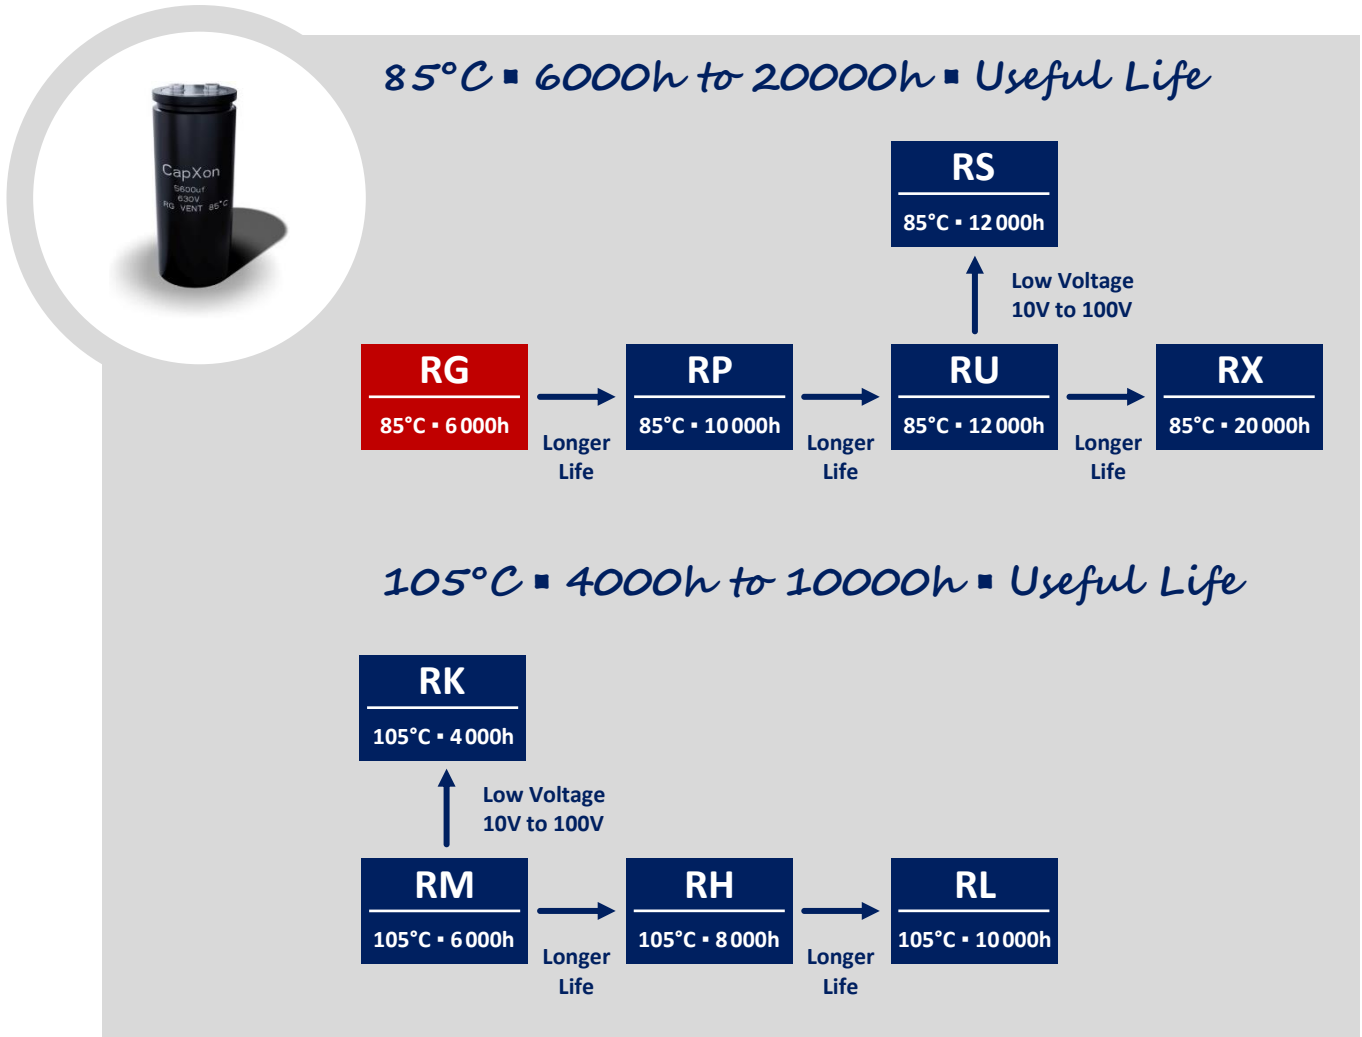 85°C ▪ 6000h to 20000h ▪ Useful Life
CapXon
5600uf
630V
RG VENT 85°C
RS
85°C ▪ 12 000h
Low Voltage
10V to 100V
RG
85°C ▪ 6 000h
Longer
Life
RP
85°C ▪ 10 000h
Longer
Life
RU
85°C ▪ 12 000h
Longer
Life
RX
85°C ▪ 20 000h
105°C ▪ 4000h to 10000h ▪ Useful Life
RK
105°C ▪ 4 000h
Low Voltage
10V to 100V
RM
105°C ▪ 6 000h
Longer
Life
RH
105°C ▪ 8 000h
Longer
Life
RL
105°C ▪ 10 000h